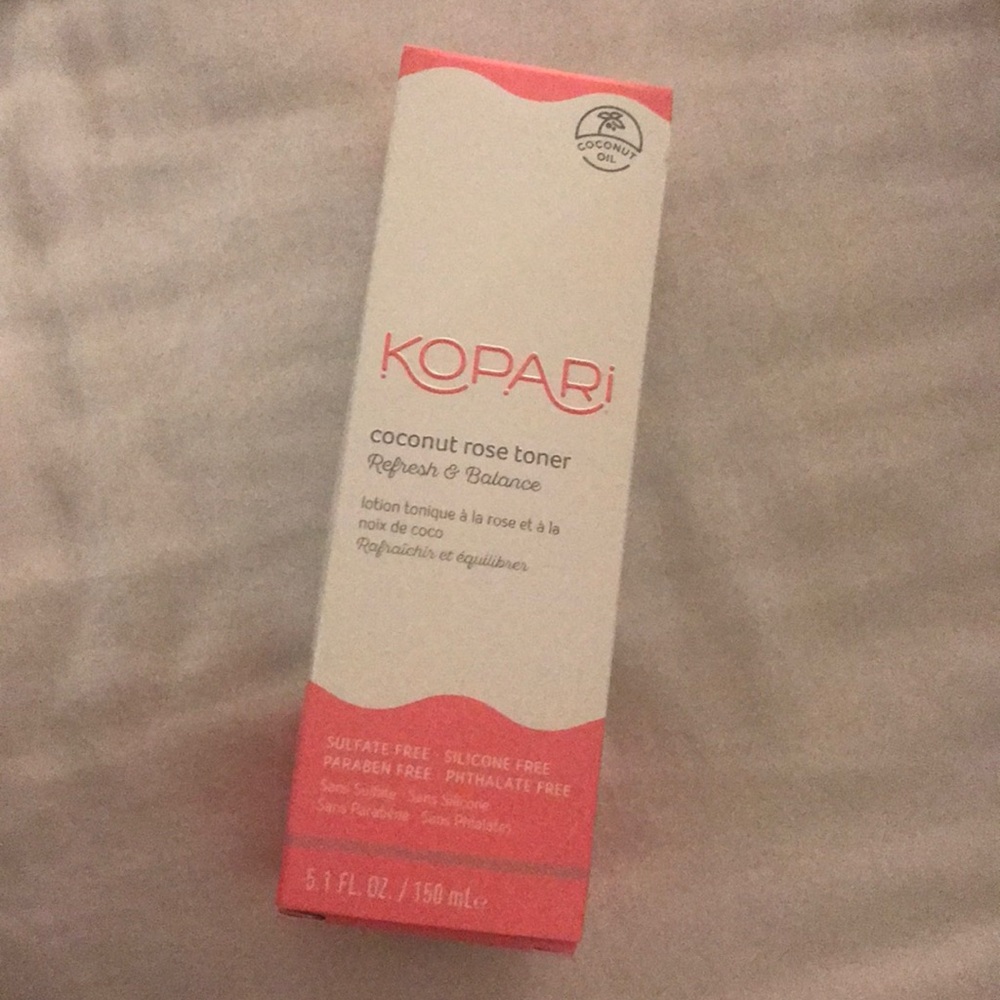 COCONUT
OIL
KOPARi
coconut rose toner
Refresh & Balance
lotion tonique à la rose et à la
noix de coco
Rafraîchir et équilibrer
SULFATE FREE · SILICONE FREE
PARABEN FREE · PHTHALATE FREE
Sans Sulfate · Sans Silicone
Sans Parabène · Sans Phtalates
5.1 FL. OZ. / 150 mL e